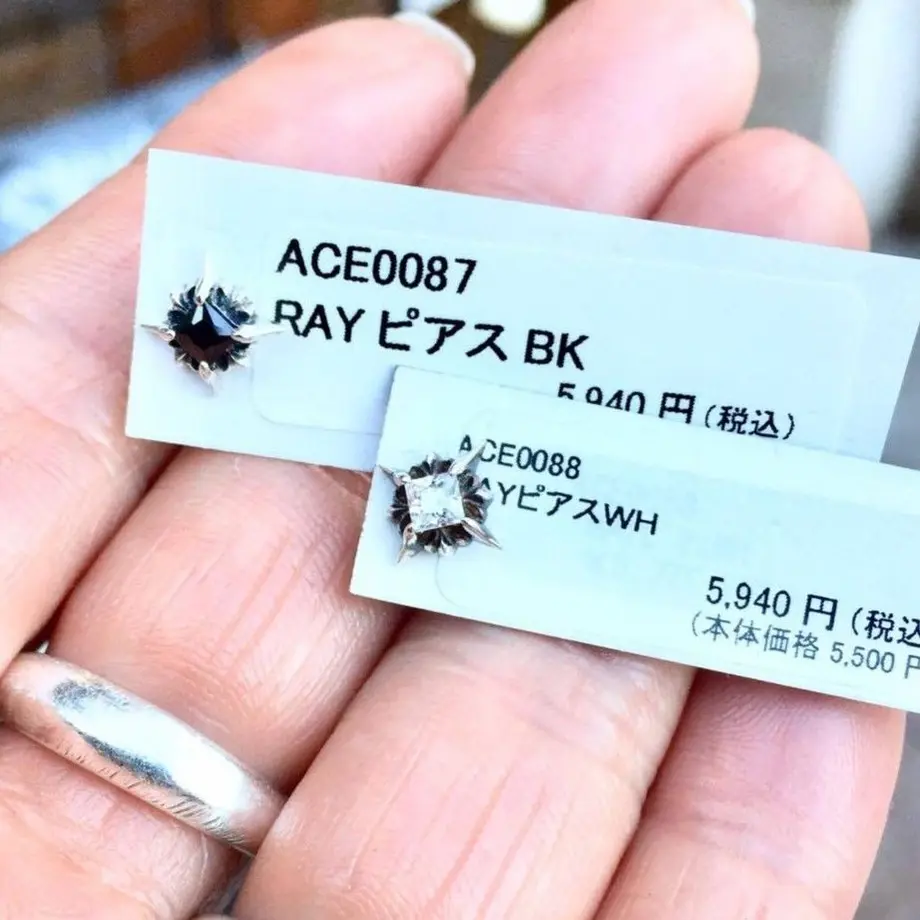 ACE0087
RAY ピアス BK
5,940 円 (税込)
ACE0088
AYピアスWH
5,940 円 (税込
(本体価格 5,500 円